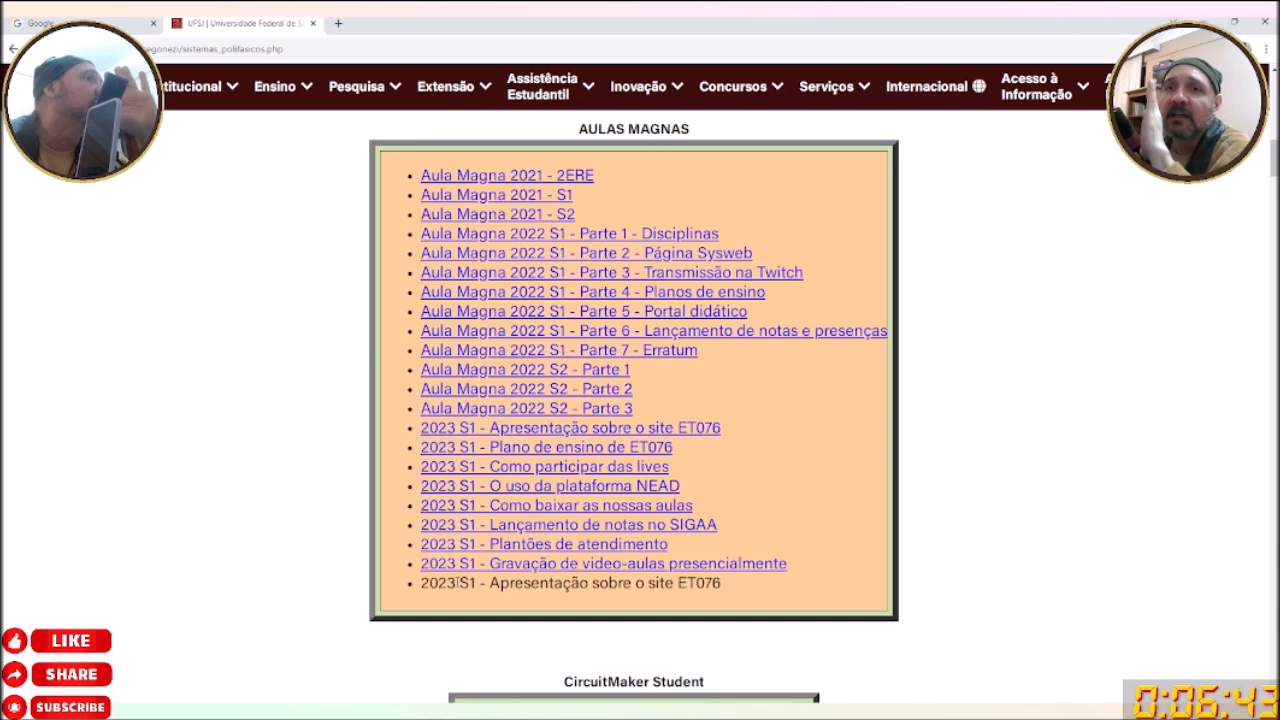 Google
UFSJ | Universidade Federal de S
egonezi/sistemas_polifasicos.php
titucional
Ensino
Pesquisa
Extensão
Assistência
Estudantil
Inovação
Concursos
Serviços
Internacional
Acesso à
Informação
AULAS MAGNAS
Aula Magna 2021 - 2ERE
Aula Magna 2021 - S1
Aula Magna 2021 - S2
Aula Magna 2022 S1 - Parte 1 - Disciplinas
Aula Magna 2022 S1 - Parte 2 - Página Sysweb
Aula Magna 2022 S1 - Parte 3 - Transmissão na Twitch
Aula Magna 2022 S1 - Parte 4 - Planos de ensino
Aula Magna 2022 S1 - Parte 5 - Portal didático
Aula Magna 2022 S1 - Parte 6 - Lançamento de notas e presenças
Aula Magna 2022 S1 - Parte 7 - Erratum
Aula Magna 2022 S2 - Parte 1
Aula Magna 2022 S2 - Parte 2
Aula Magna 2022 S2 - Parte 3
2023 S1 - Apresentação sobre o site ET076
2023 S1 - Plano de ensino de ET076
2023 S1 - Como participar das lives
2023 S1 - O uso da plataforma NEAD
2023 S1 - Como baixar as nossas aulas
2023 S1 - Lançamento de notas no SIGAA
2023 S1 - Plantões de atendimento
2023 S1 - Gravação de video-aulas presencialmente
2023 S1 - Apresentação sobre o site ET076
CircuitMaker Student
LIKE
SHARE
SUBSCRIBE
0:06:43